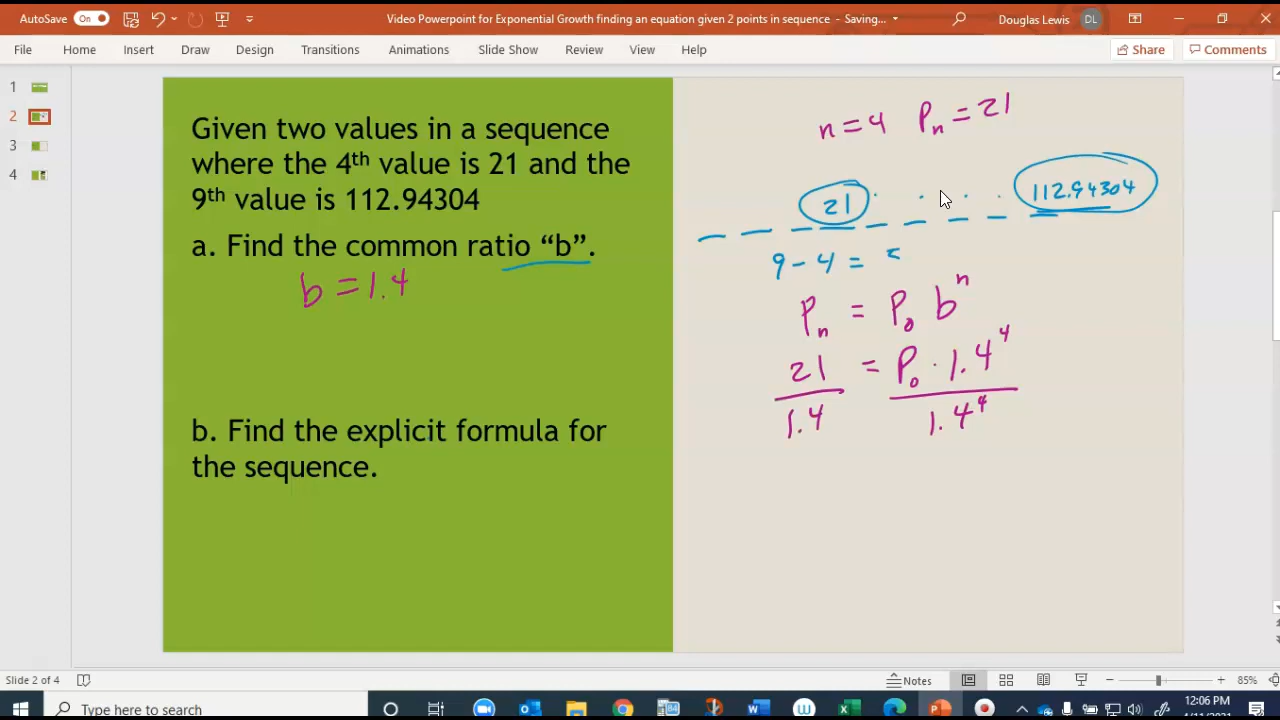 AutoSave On Video Powerpoint for Exponential Growth finding an equation given 2 points in sequence - Saving... Douglas Lewis DL
File Home Insert Draw Design Transitions Animations Slide Show Review View Help Share Comments
1
2
3
4
Given two values in a sequence
where the 4th value is 21 and the
9th value is 112.94304
a. Find the common ratio “b”.
b = 1.4
b. Find the explicit formula for
the sequence.
n = 4 Pn = 21
21 . . . . . 112.94304
9 - 4 =
Pn = P0 b^n
21 = P0 · 1.4^4
1.4 1.4^4
Slide 2 of 4 Notes 85%
Type here to search 12:06 PM